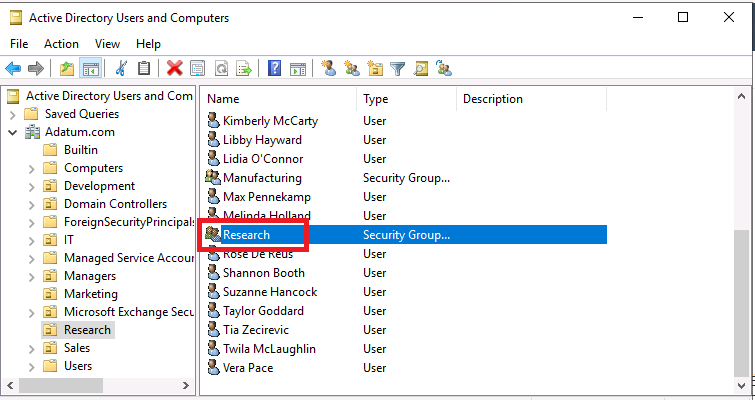 Active Directory Users and Computers
File Action View Help
Active Directory Users and Com
Saved Queries
Adatum.com
Builtin
Computers
Development
Domain Controllers
ForeignSecurityPrincipals
IT
Managed Service Accou
Managers
Marketing
Microsoft Exchange Secu
Research
Sales
Users
Name Type Description
Kimberly McCarty User
Libby Hayward User
Lidia O'Connor User
Manufacturing Security Group...
Max Pennekamp User
Melinda Holland User
Research Security Group...
Rose De Reus User
Shannon Booth User
Suzanne Hancock User
Taylor Goddard User
Tia Zecirevic User
Twila McLaughlin User
Vera Pace User